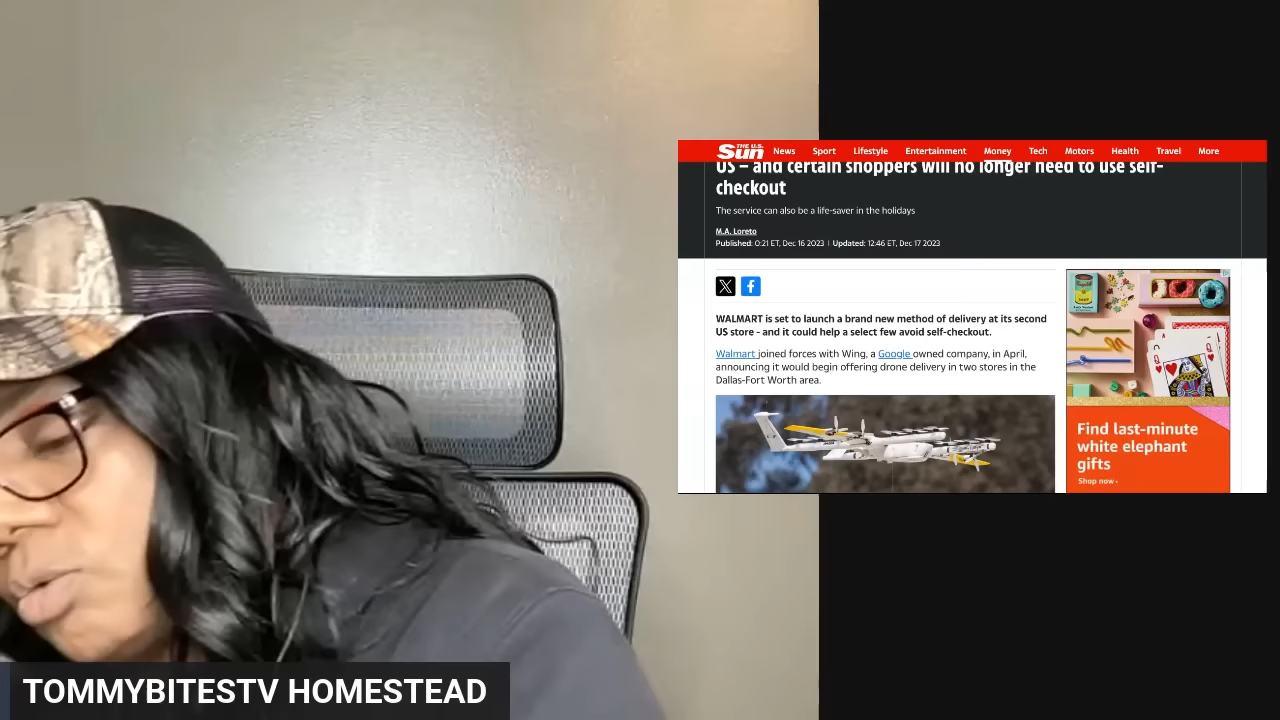 THE U.S. Sun News Sport Lifestyle Entertainment Money Tech Motors Health Travel More
US – and certain shoppers will no longer need to use self-
checkout
The service can also be a life-saver in the holidays
M.A. Loreto
Published: 0:21 ET, Dec 16 2023 | Updated: 12:46 ET, Dec 17 2023
WALMART is set to launch a brand new method of delivery at its second
US store - and it could help a select few avoid self-checkout.
Walmart joined forces with Wing, a Google owned company, in April,
announcing it would begin offering drone delivery in two stores in the
Dallas-Fort Worth area.
Find last-minute
white elephant
gifts
Shop now ›
TOMMYBITESTV HOMESTEAD